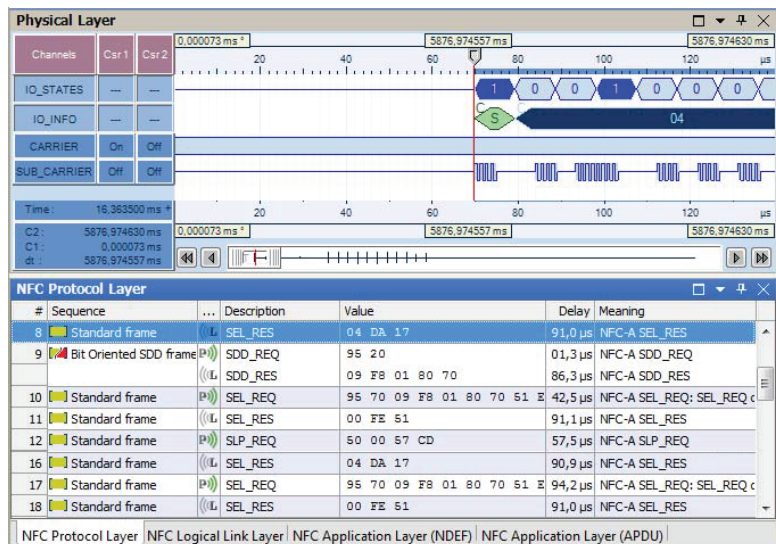 Physical Layer
Channels Csr 1 Csr 2
0,000073 ms * 5876,974557 ms 5876,974630 ms
20 40 60 80 100 120 µs
IO_STATES --- --- 1 0 0 1 0 0 0
IO_INFO --- --- S 04
CARRIER On Off
SUB_CARRIER Off Off
Time: 16,363500 ms *
20 40 60 80 100 120 µs
C2: 5876,974630 ms
C1: 0,000073 ms
dt: 5876,974557 ms
0,000073 ms * 5876,974557 ms 5876,974630 ms
NFC Protocol Layer
# Sequence ... Description Value Delay Meaning
8 Standard frame L SEL_RES 04 DA 17 91,0 µs NFC-A SEL_RES
9 Bit Oriented SDD frame P SDD_REQ 95 20 01,3 µs NFC-A SDD_REQ
L SDD_RES 09 F8 01 80 70 86,3 µs NFC-A SDD_RES
10 Standard frame P SEL_REQ 95 70 09 F8 01 80 70 51 E 42,5 µs NFC-A SEL_REQ: SEL_REQ c
11 Standard frame L SEL_RES 00 FE 51 91,1 µs NFC-A SEL_RES
12 Standard frame P SLP_REQ 50 00 57 CD 57,5 µs NFC-A SLP_REQ
16 Standard frame L SEL_RES 04 DA 17 90,9 µs NFC-A SEL_RES
17 Standard frame P SEL_REQ 95 70 09 F8 01 80 70 51 E 94,2 µs NFC-A SEL_REQ: SEL_REQ c
18 Standard frame L SEL_RES 00 FE 51 91,0 µs NFC-A SEL_RES
NFC Protocol Layer NFC Logical Link Layer NFC Application Layer (NDEF) NFC Application Layer (APDU)